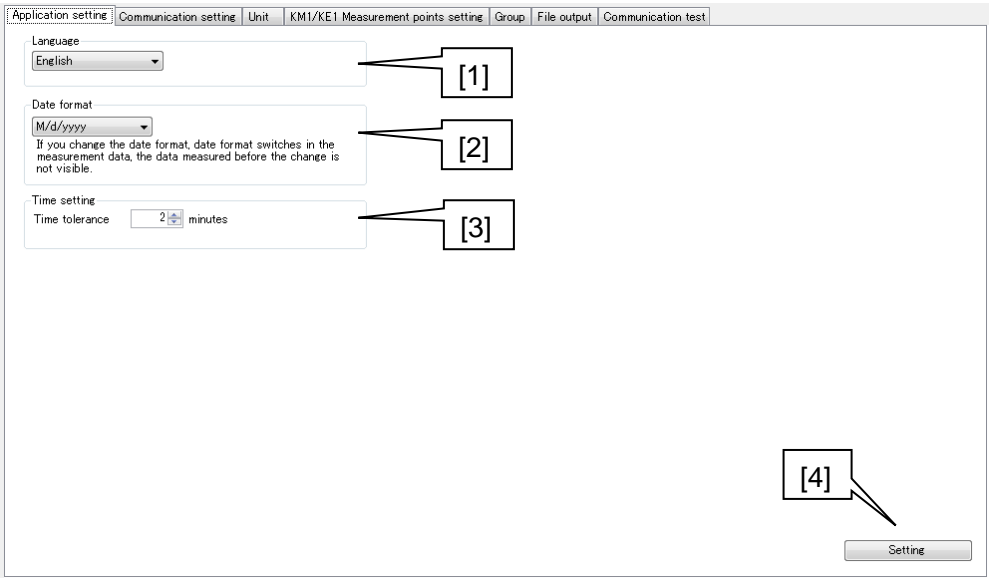 Application setting Communication setting Unit KM1/KE1 Measurement points setting Group File output Communication test
Language
English
[1]
Date format
M/d/yyyy
If you change the date format, date format switches in the
measurement data, the data measured before the change is
not visible.
[2]
Time setting
Time tolerance 2 minutes
[3]
[4]
Setting